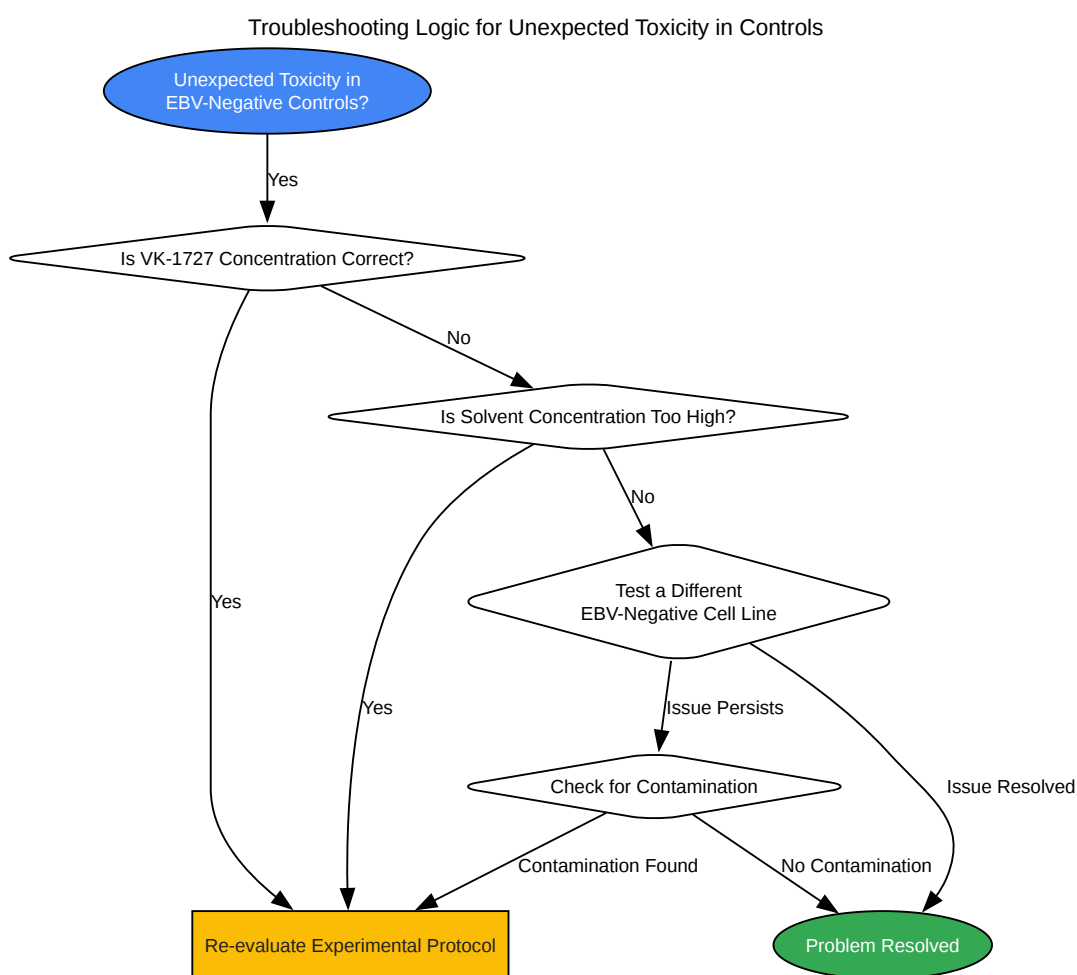 Troubleshooting Logic for Unexpected Toxicity in Controls
Unexpected Toxicity in
EBV-Negative Controls?
Yes
Is VK-1727 Concentration Correct?
No
Is Solvent Concentration Too High?
No
Test a Different
EBV-Negative Cell Line
Yes
Yes
Issue Persists
Check for Contamination
Issue Resolved
Contamination Found
No Contamination
Re-evaluate Experimental Protocol
Problem Resolved